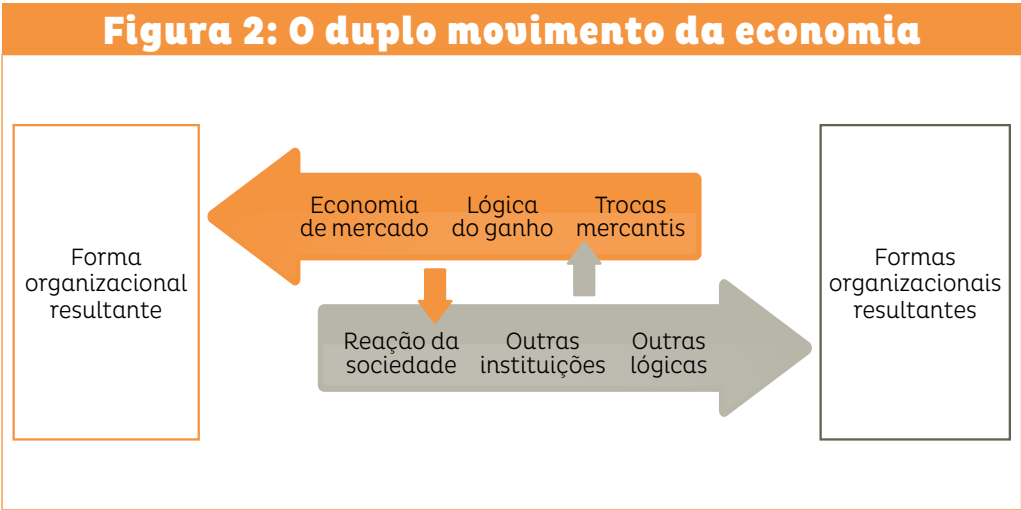 Figura 2: O duplo movimento da economia
Forma
organizacional
resultante
Economia
de mercado
Lógica
do ganho
Trocas
mercantis
Reação da
sociedade
Outras
instituições
Outras
lógicas
Formas
organizacionais
resultantes